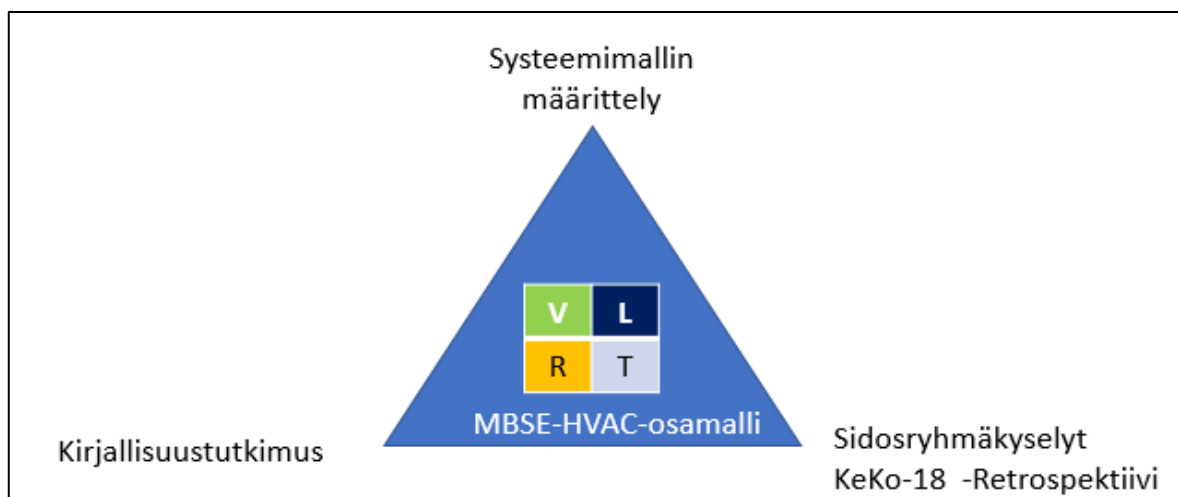 Systeemimallin
määrittely
V L
R T
MBSE-HVAC-osamalli
Kirjallisuustutkimus
Sidosryhmäkyselyt
KeKo-18 -Retrospektiivi